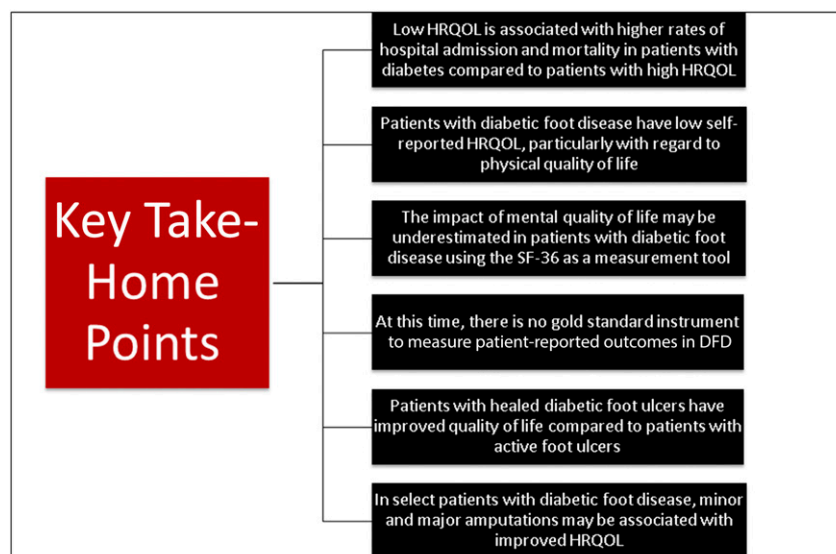 Key Take-
Home
Points
Low HRQOL is associated with higher rates of
hospital admission and mortality in patients with
diabetes compared to patients with high HRQOL
Patients with diabetic foot disease have low self-
reported HRQOL, particularly with regard to
physical quality of life
The impact of mental quality of life may be
underestimated in patients with diabetic foot
disease using the SF-36 as a measurement tool
At this time, there is no gold standard instrument
to measure patient-reported outcomes in DFD
Patients with healed diabetic foot ulcers have
improved quality of life compared to patients with
active foot ulcers
In select patients with diabetic foot disease, minor
and major amputations may be associated with
improved HRQOL